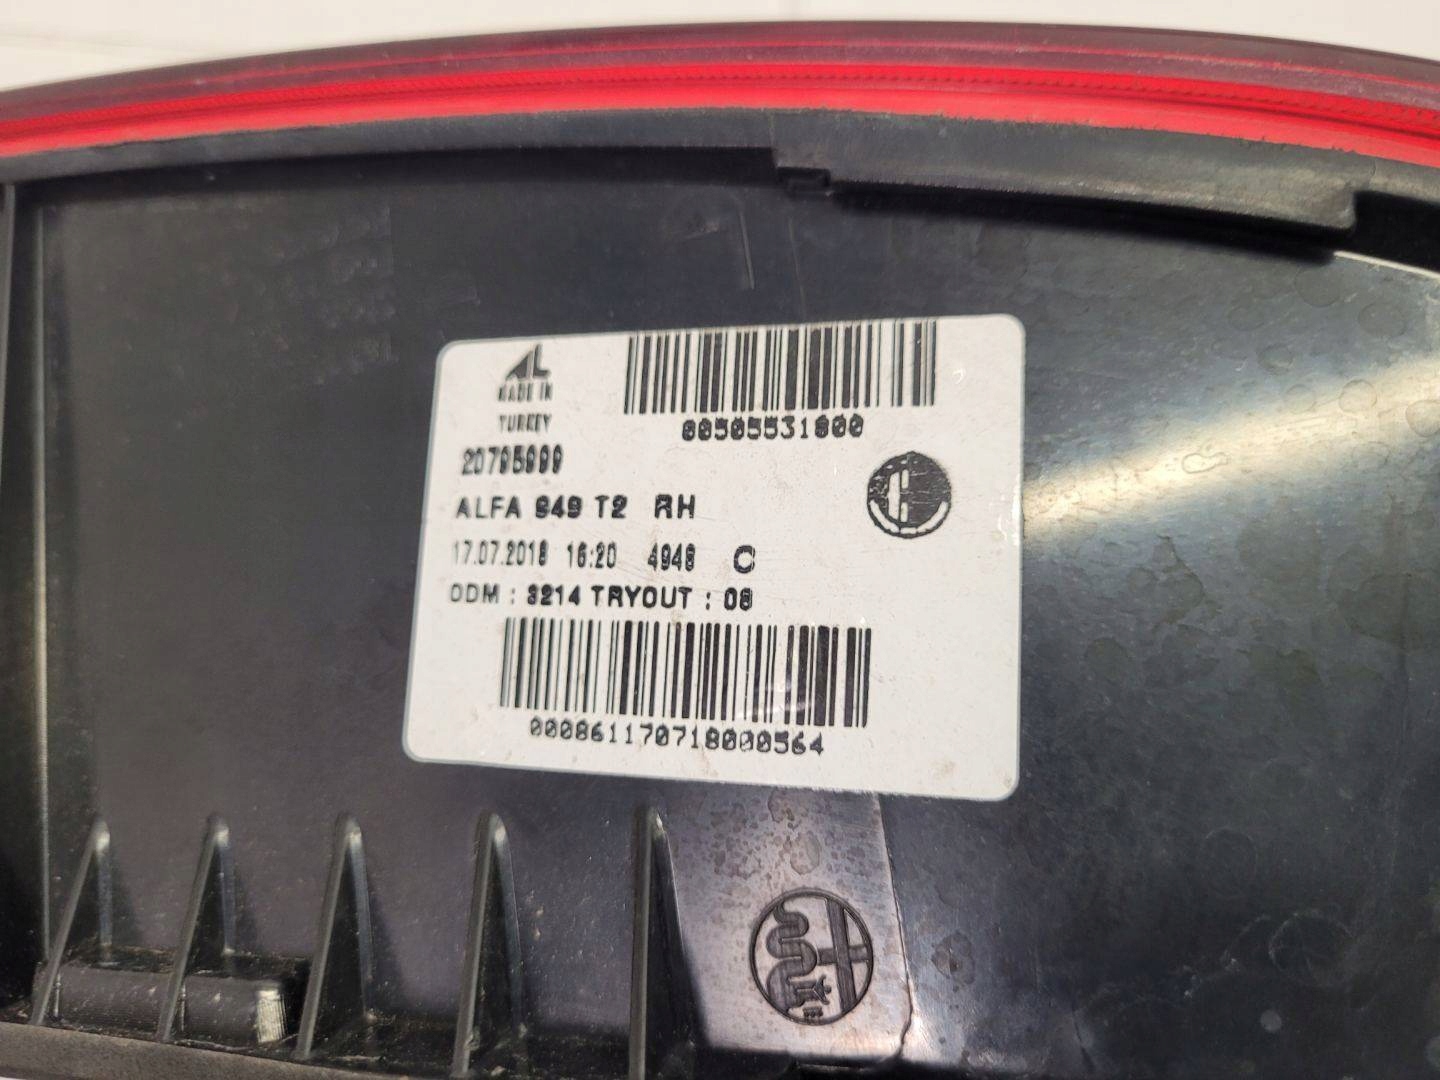 AL
MADE IN
TURKEY
00505531800
20795999
ALFA 949 T2 RH
17.07.2018 16:20 4948 C
ODM : 3214 TRYOUT : 08
000861170718000564